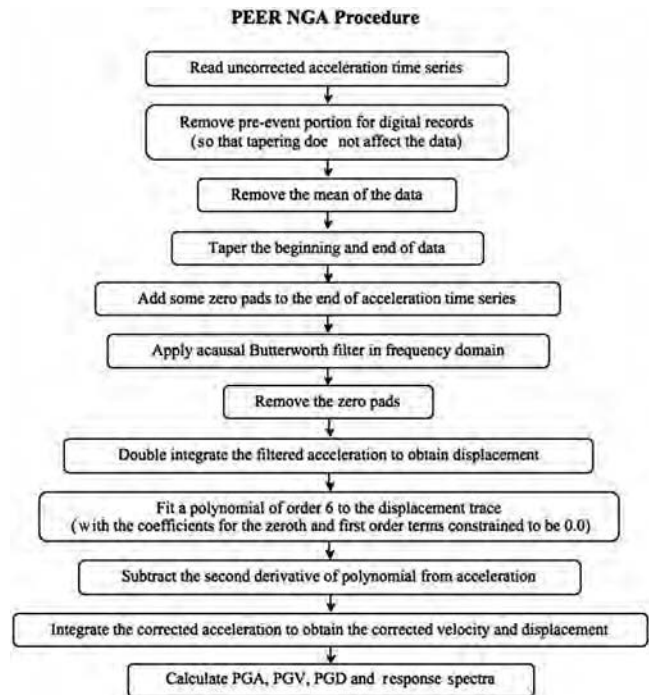 PEER NGA Procedure
Read uncorrected acceleration time series
Remove pre-event portion for digital records
(so that tapering doe not affect the data)
Remove the mean of the data
Taper the beginning and end of data
Add some zero pads to the end of acceleration time series
Apply acausal Butterworth filter in frequency domain
Remove the zero pads
Double integrate the filtered acceleration to obtain displacement
Fit a polynomial of order 6 to the displacement trace
(with the coefficients for the zeroth and first order terms constrained to be 0.0)
Subtract the second derivative of polynomial from acceleration
Integrate the corrected acceleration to obtain the corrected velocity and displacement
Calculate PGA, PGV, PGD and response spectra